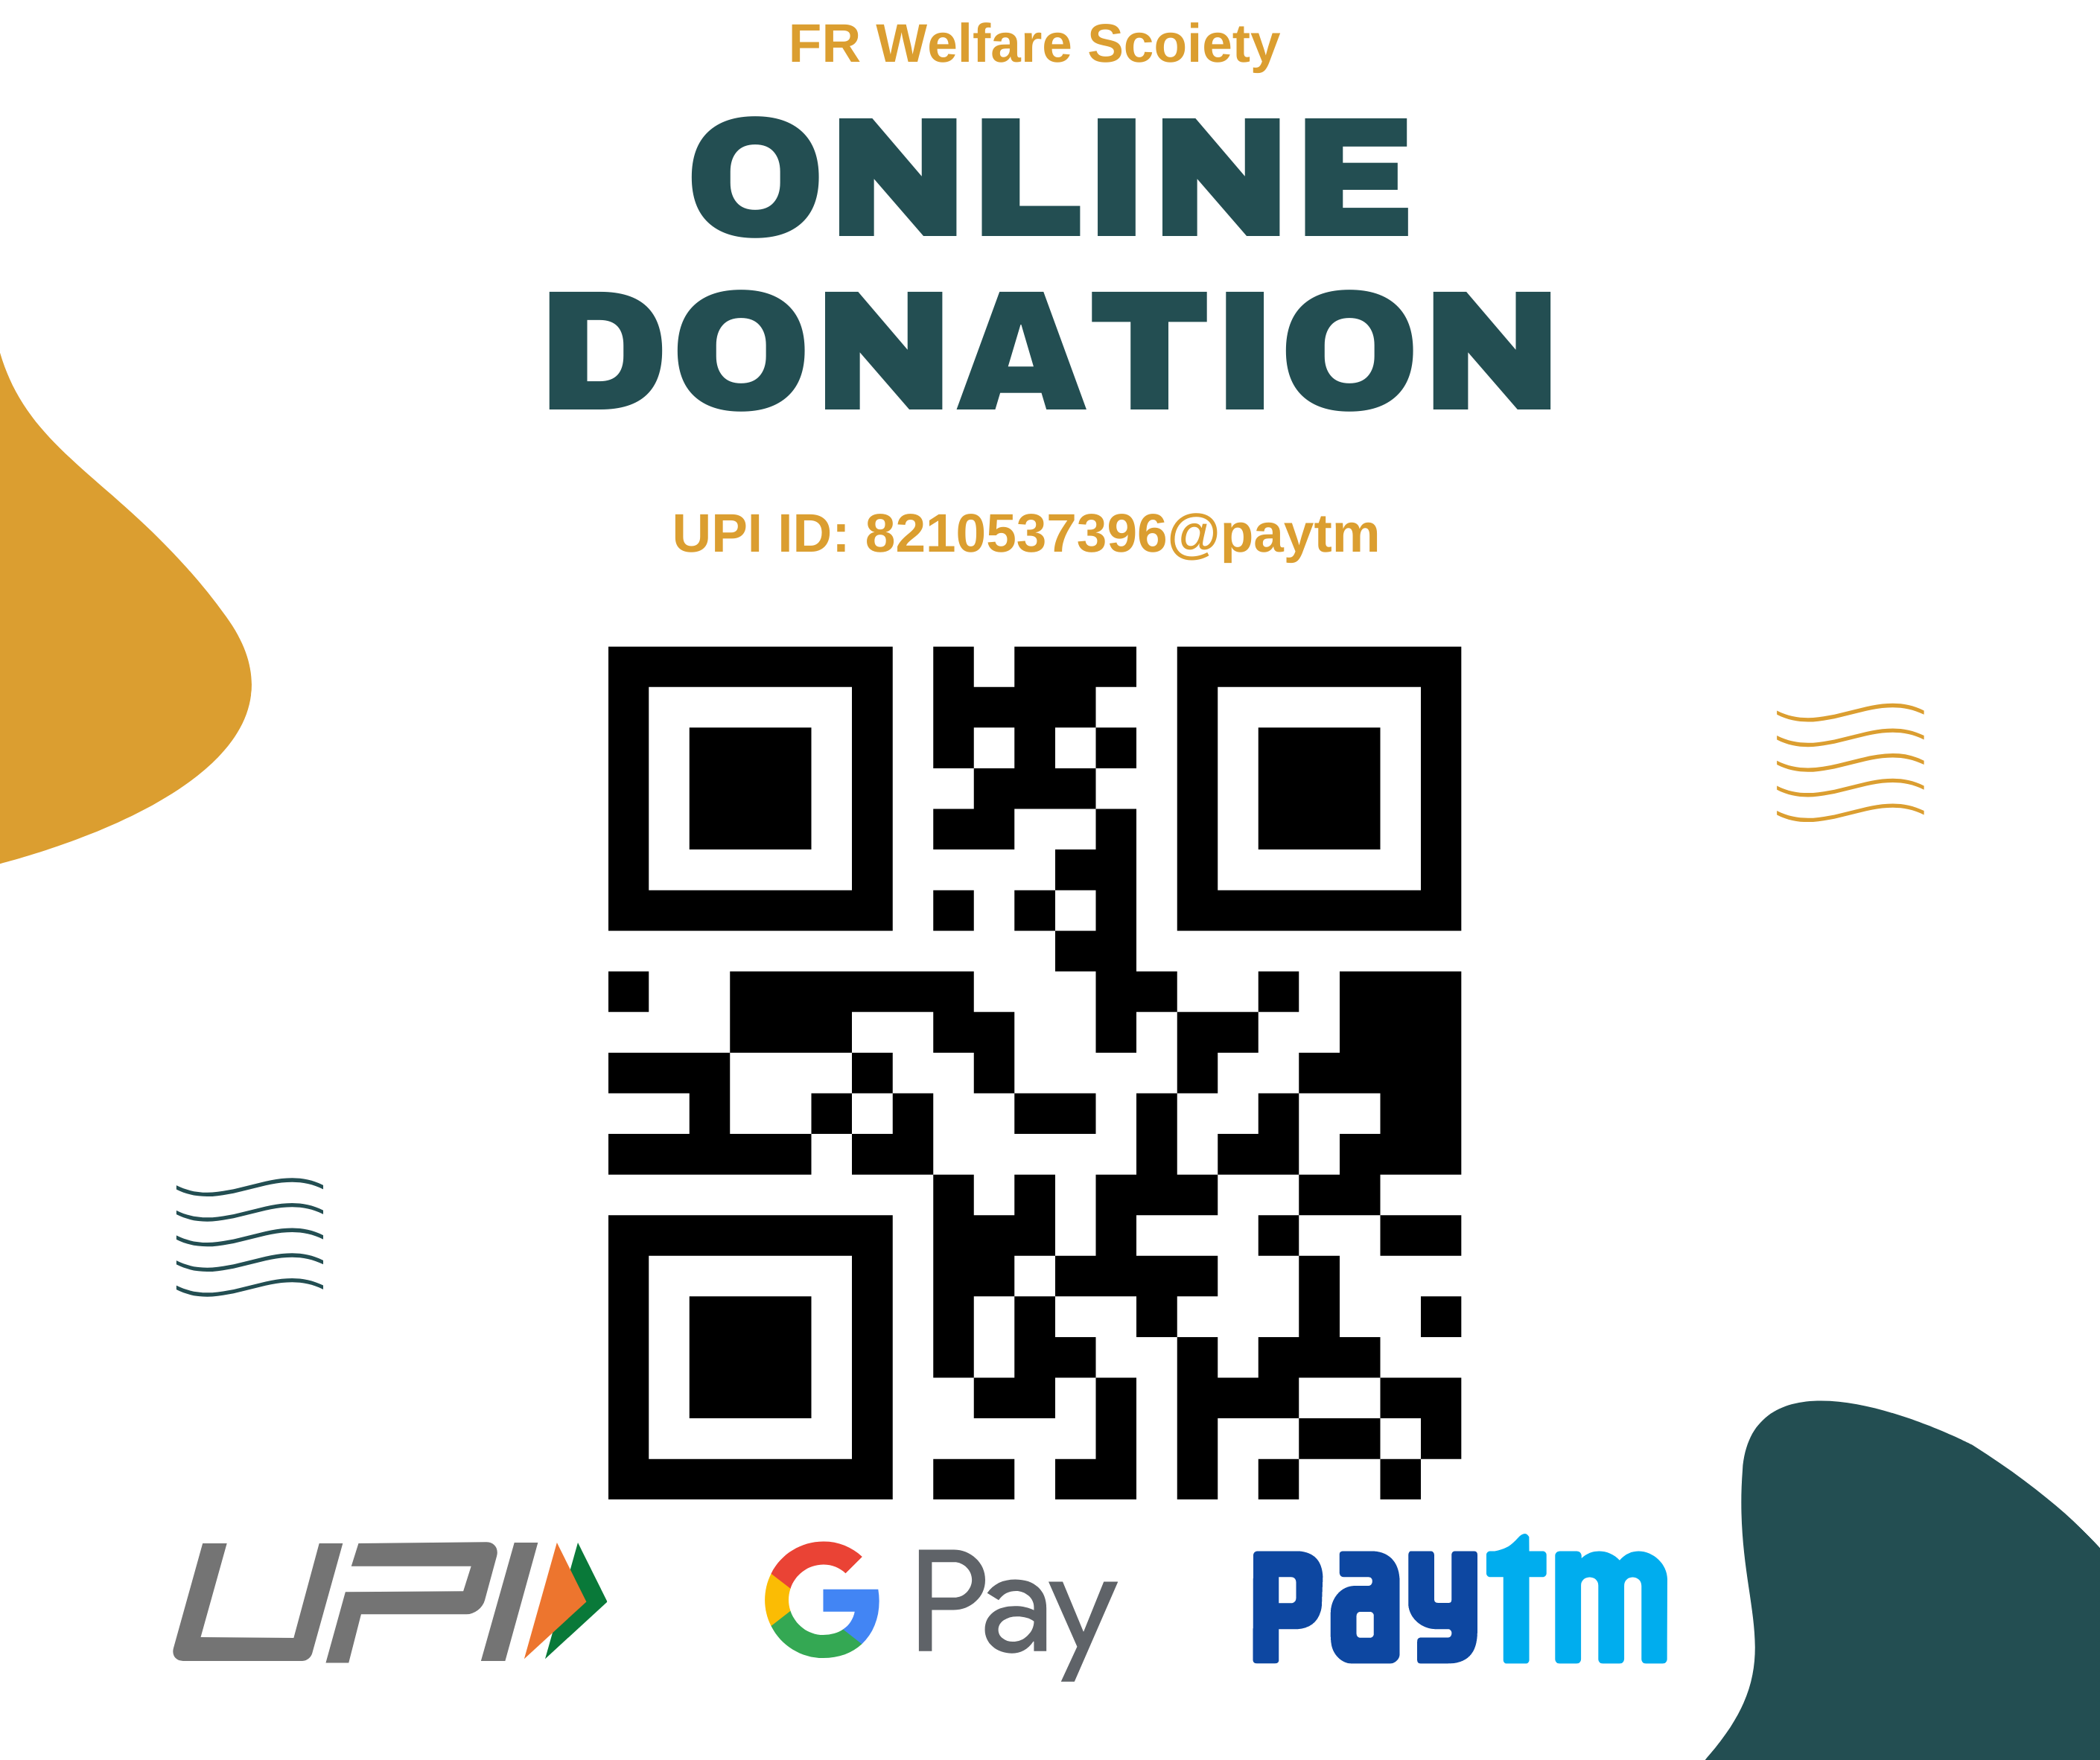 FR Welfare Scoiety
ONLINE
DONATION
UPI ID: 8210537396@paytm
UPI
G Pay
paytm